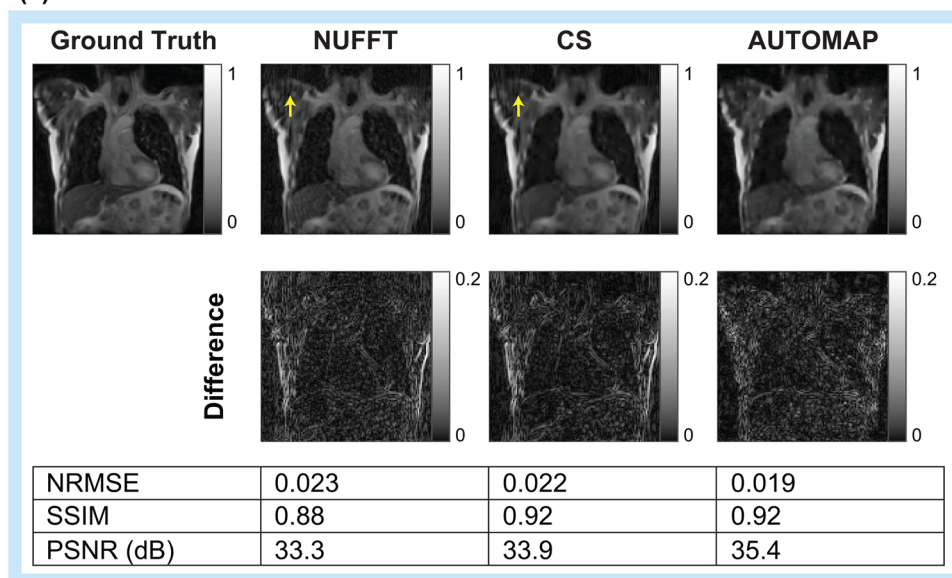 Ground Truth NUFFT CS AUTOMAP
1 1 1 1
0 0 0 0
Difference
0.2 0.2 0.2
0 0 0
NRMSE 0.023 0.022 0.019
SSIM 0.88 0.92 0.92
PSNR (dB) 33.3 33.9 35.4